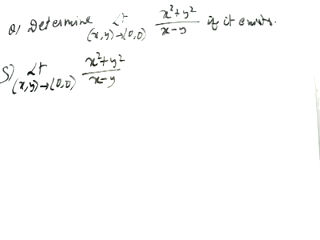 Q) Determine Lt (x,y)→(0,0) x²+y² / x-y if it exists.
S) Lt (x,y)→(0,0) x²+y² / x-y